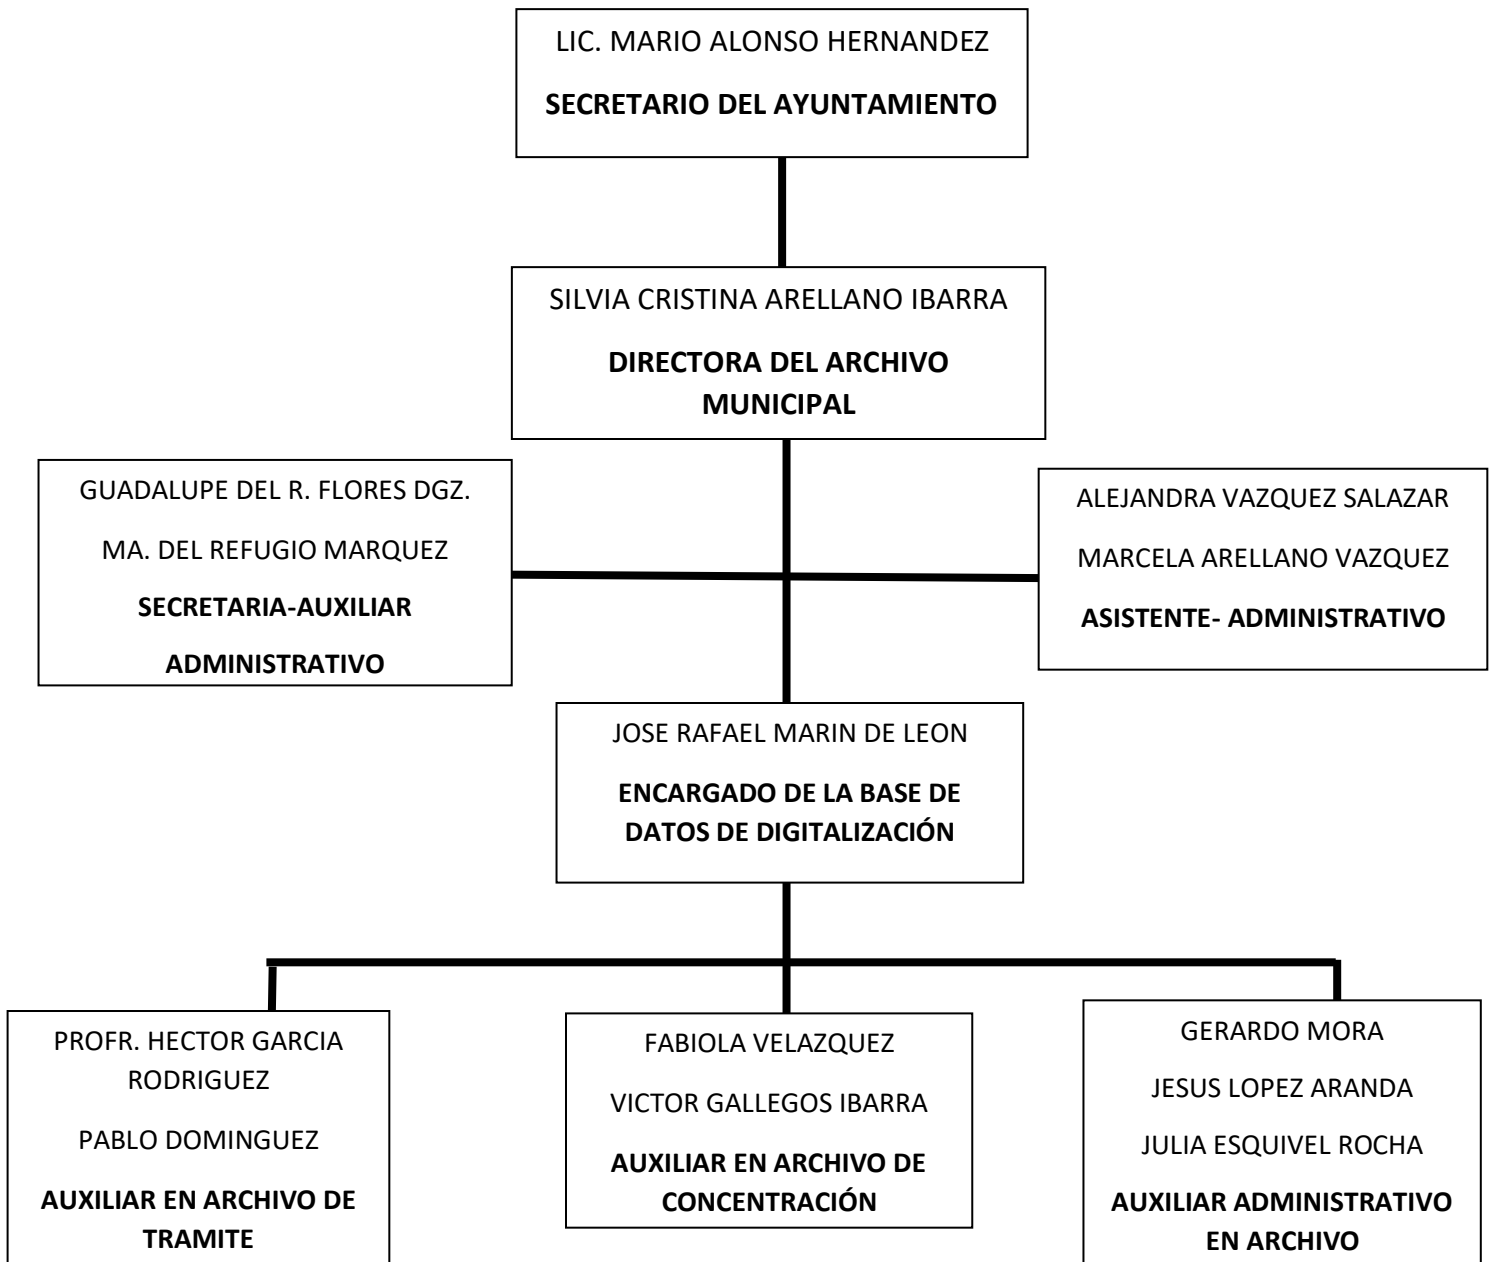 LIC. MARIO ALONSO HERNANDEZ
SECRETARIO DEL AYUNTAMIENTO
SILVIA CRISTINA ARELLANO IBARRA
DIRECTORA DEL ARCHIVO
MUNICIPAL
GUADALUPE DEL R. FLORES DGZ.
MA. DEL REFUGIO MARQUEZ
SECRETARIA-AUXILIAR
ADMINISTRATIVO
ALEJANDRA VAZQUEZ SALAZAR
MARCELA ARELLANO VAZQUEZ
ASISTENTE- ADMINISTRATIVO
JOSE RAFAEL MARIN DE LEON
ENCARGADO DE LA BASE DE
DATOS DE DIGITALIZACIÓN
PROFR. HECTOR GARCIA
RODRIGUEZ
PABLO DOMINGUEZ
AUXILIAR EN ARCHIVO DE
TRAMITE
FABIOLA VELAZQUEZ
VICTOR GALLEGOS IBARRA
AUXILIAR EN ARCHIVO DE
CONCENTRACIÓN
GERARDO MORA
JESUS LOPEZ ARANDA
JULIA ESQUIVEL ROCHA
AUXILIAR ADMINISTRATIVO
EN ARCHIVO